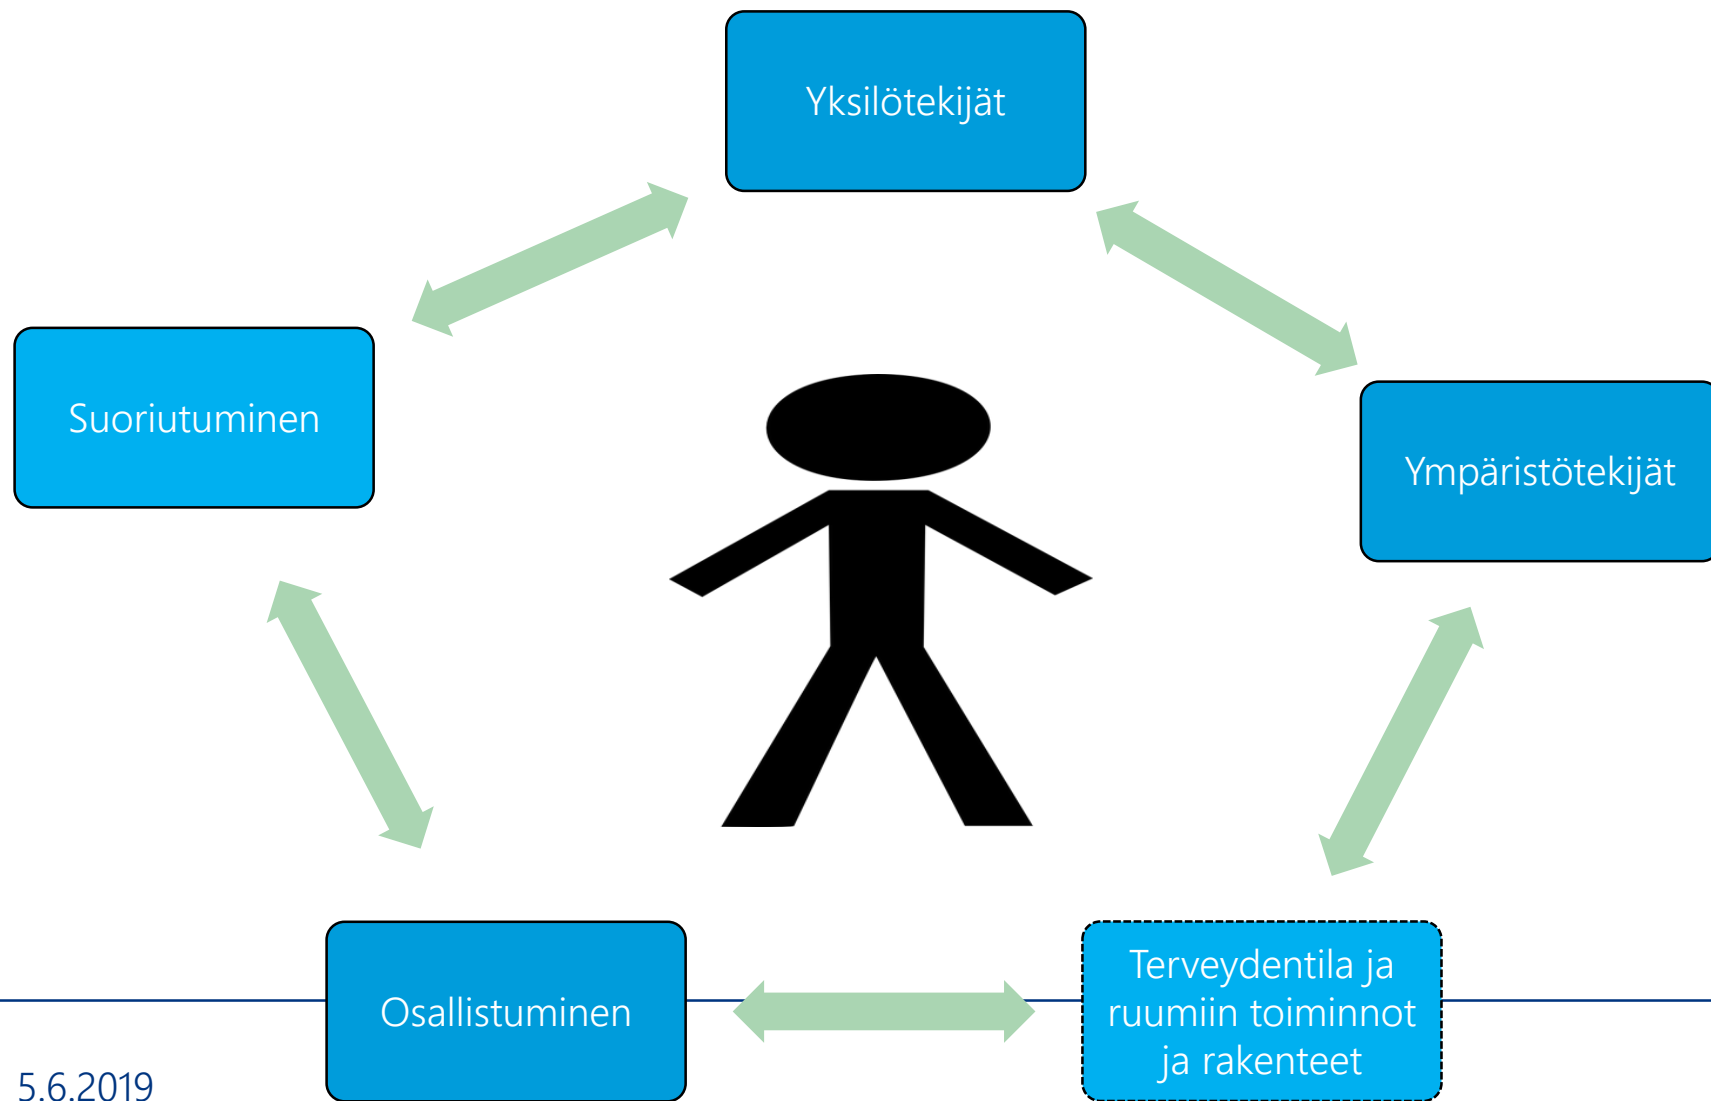 Yksilötekijät
Suoriutuminen
Ympäristötekijät
Osallistuminen
Terveydentila ja
ruumiin toiminnot
ja rakenteet
5.6.2019